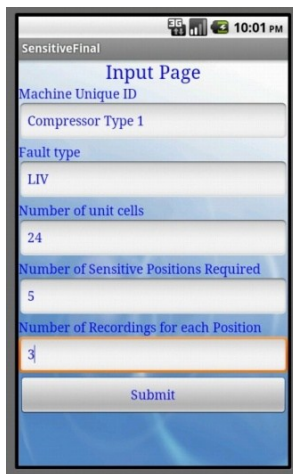 3G 10:01 PM
SensitiveFinal
Input Page
Machine Unique ID
Compressor Type 1
Fault type
LIV
Number of unit cells
24
Number of Sensitive Positions Required
5
Number of Recordings for each Position
3
Submit